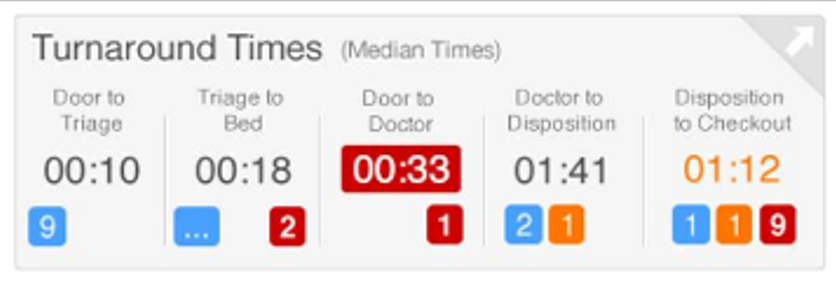 Turnaround Times (Median Times)
Door to
Triage
00:10
9
Triage to
Bed
00:18
... 2
Door to
Doctor
00:33
1
Doctor to
Disposition
01:41
2 1
Disposition
to Checkout
01:12
1 1 9